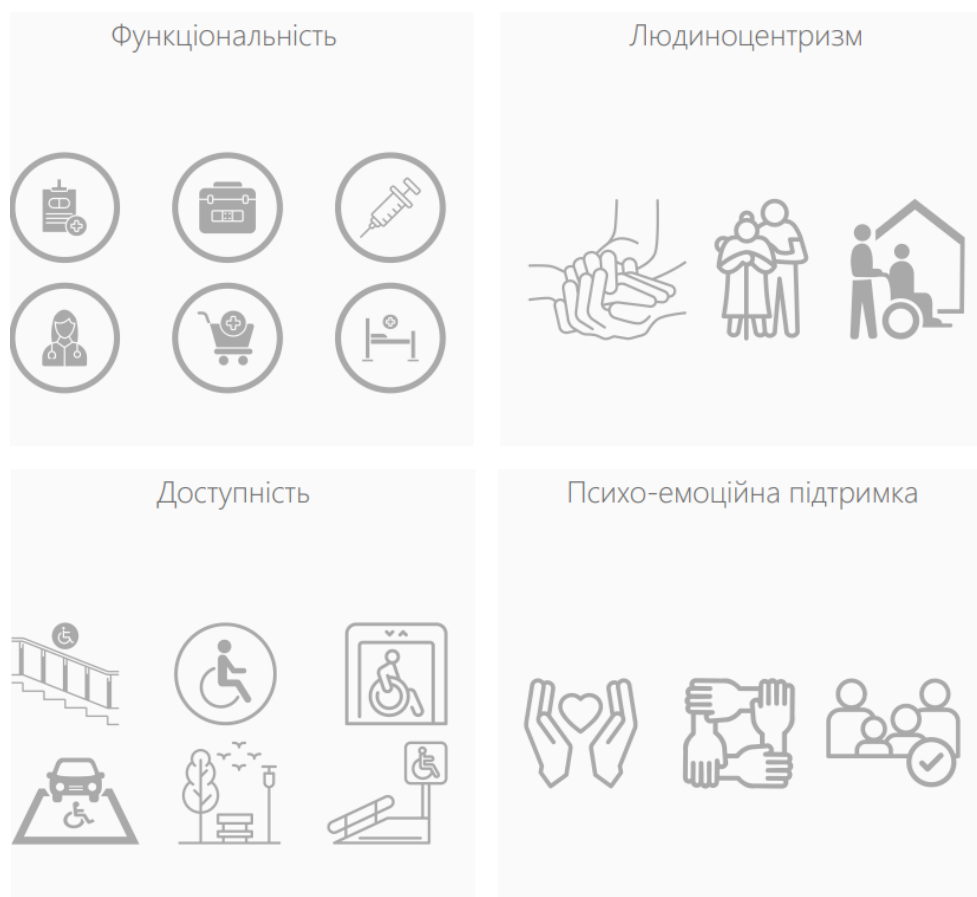 Функціональність
Людиноцентризм
Доступність
Психо-емоційна підтримка